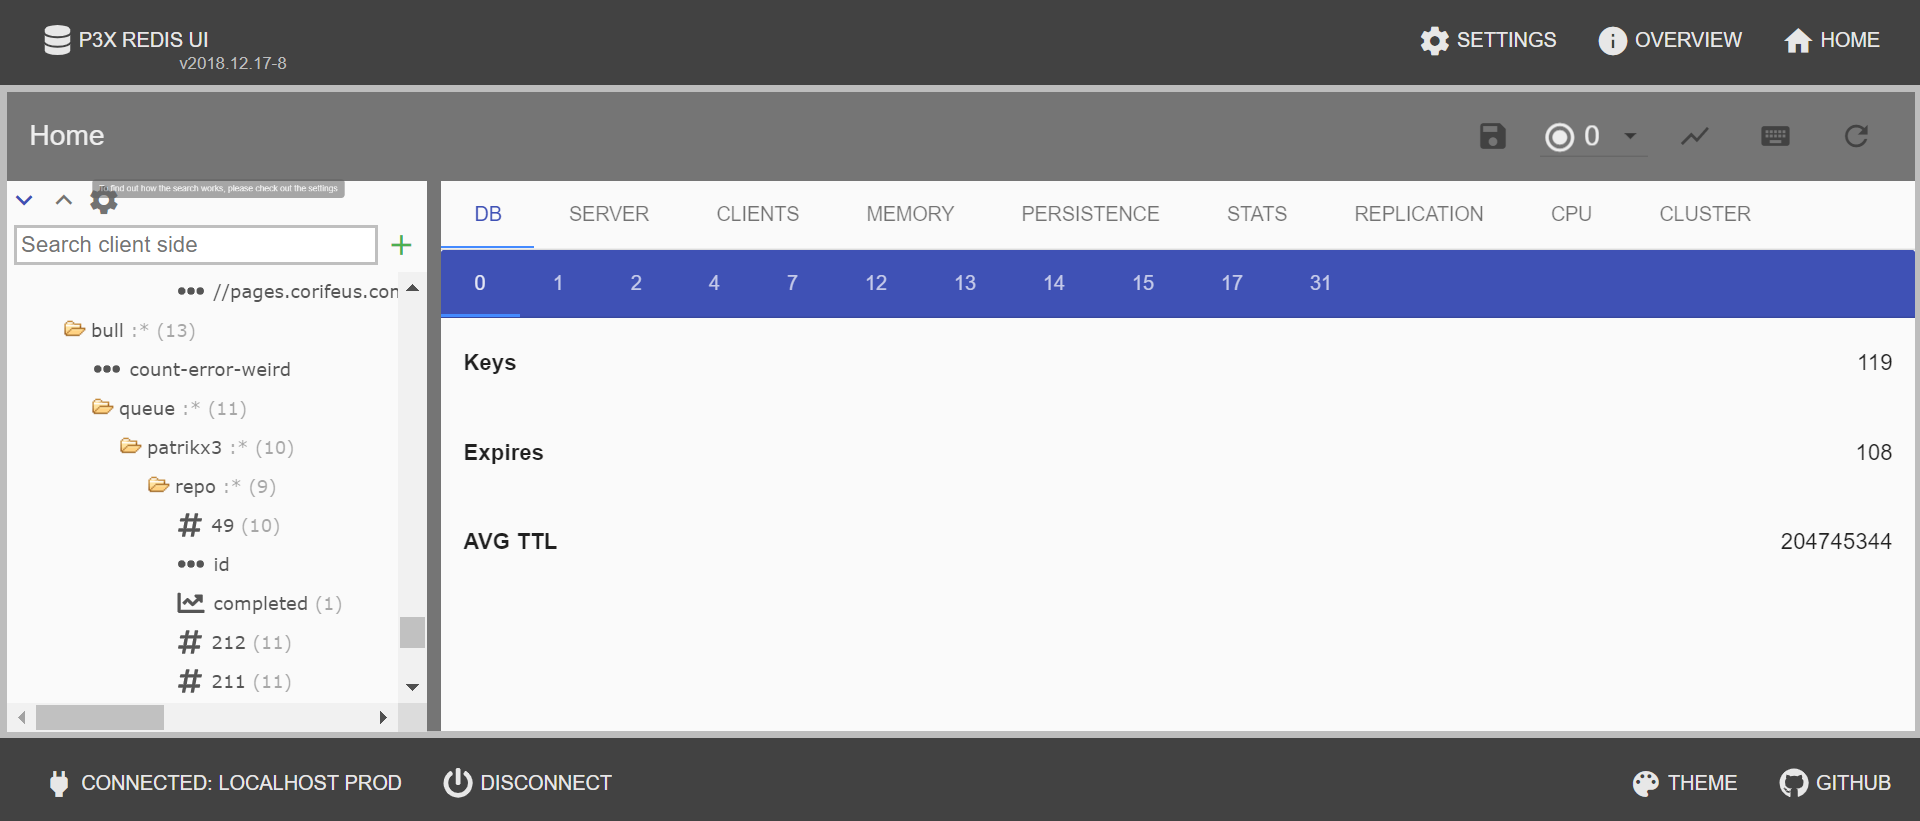 P3X REDIS UI
v2018.12.17-8
SETTINGS
OVERVIEW
HOME
Home
0
To find out how the search works, please check out the settings
Search client side
//pages.corifeus.con
bull :* (13)
count-error-weird
queue :* (11)
patrikx3 :* (10)
repo :* (9)
49 (10)
id
completed (1)
212 (11)
211 (11)
DB SERVER CLIENTS MEMORY PERSISTENCE STATS REPLICATION CPU CLUSTER
0 1 2 4 7 12 13 14 15 17 31
Keys 119
Expires 108
AVG TTL 204745344
CONNECTED: LOCALHOST PROD
DISCONNECT
THEME
GITHUB